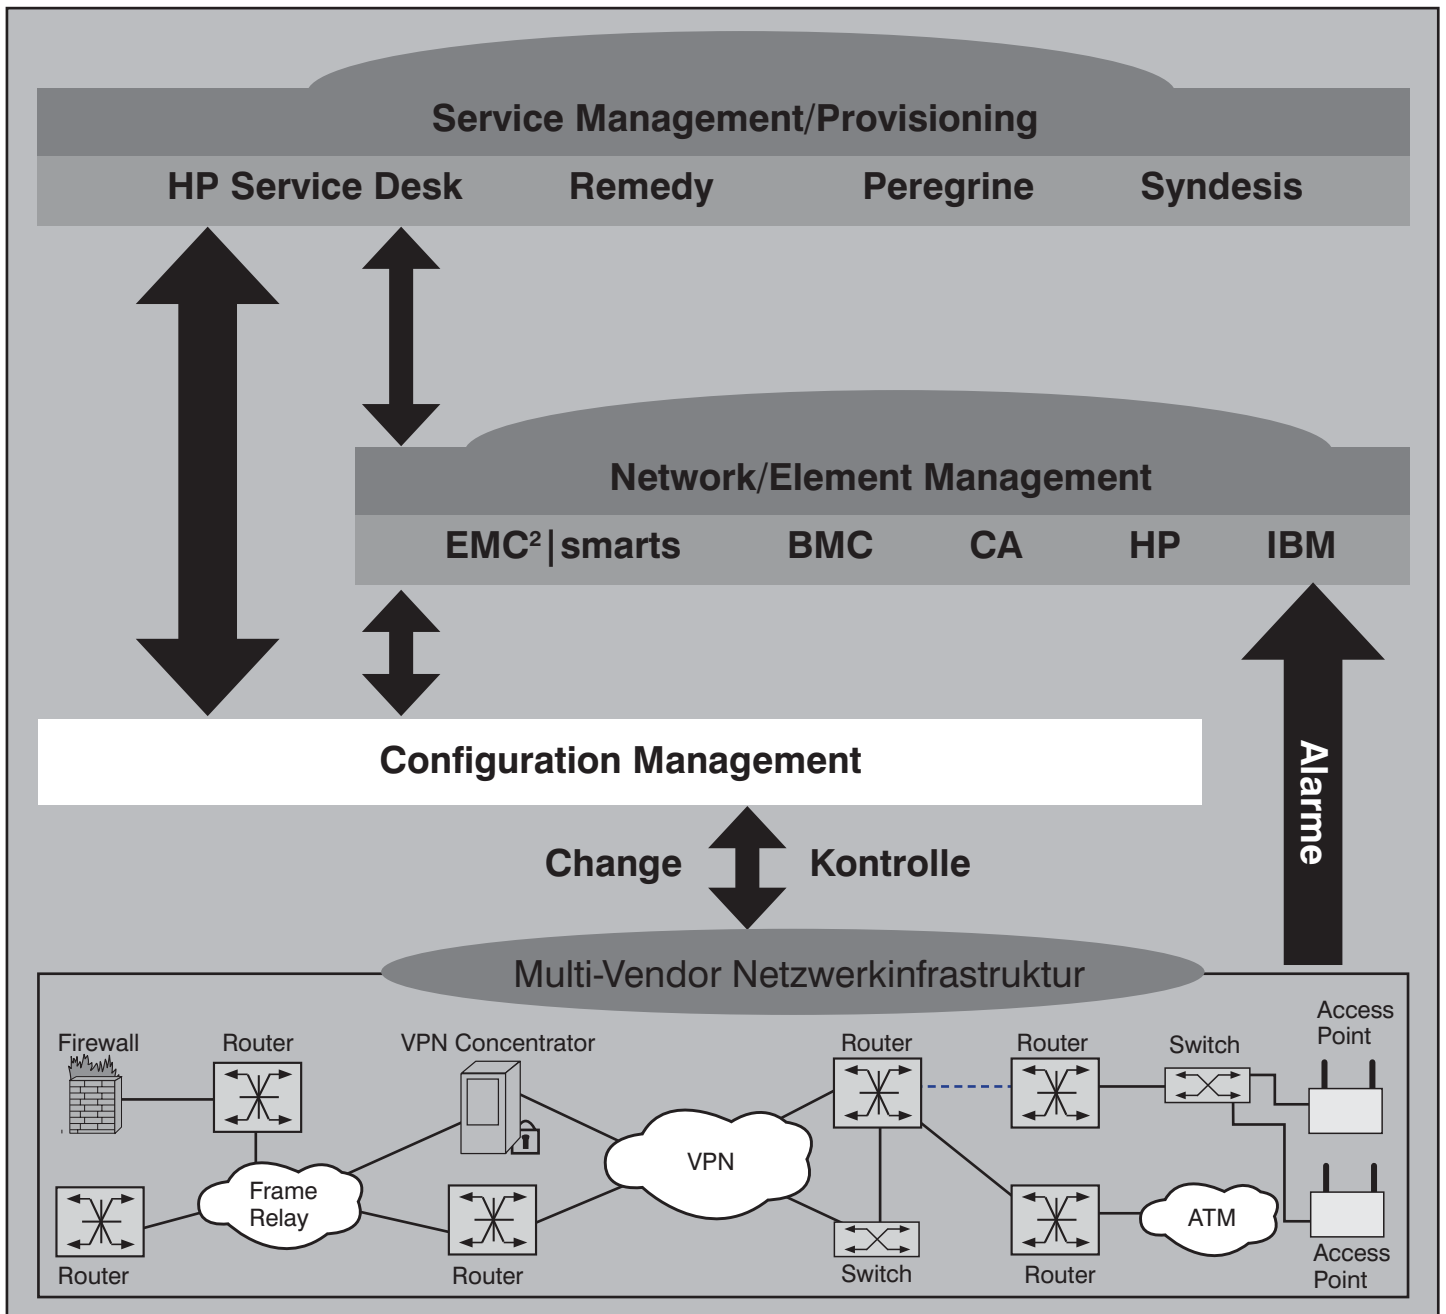 Service Management/Provisioning
HP Service Desk Remedy Peregrine Syndesis
Network/Element Management
EMC²|smarts BMC CA HP IBM
Configuration Management
Alarme
Change Kontrolle
Multi-Vendor Netzwerkinfrastruktur
Firewall
Router
VPN Concentrator
Router
Router
Switch
Access
Point
Frame
Relay
VPN
ATM
Router
Router
Switch
Router
Access
Point